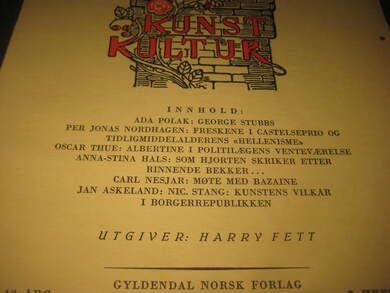 KUNST
KULTUR
INNHOLD:
ADA POLAK: GEORGE STUBBS
PER JONAS NORDHAGEN: FRESKENE I CASTELSEPRIO OG
TIDLIGMIDDELALDERENS «HELLENISME»
OSCAR THUE: ALBERTINE I POLITILÆGENS VENTEVÆRELSE
ANNA-STINA HALS: SOM HJORTEN SKRIKER ETTER
RINNENDE BEKKER...
CARL NESJAR: MØTE MED BAZAINE
JAN ASKELAND: NIC. STANG: KUNSTENS VILKÅR
I BORGERREPUBLIKKEN
UTGIVER: HARRY FETT
GYLDENDAL NORSK FORLAG